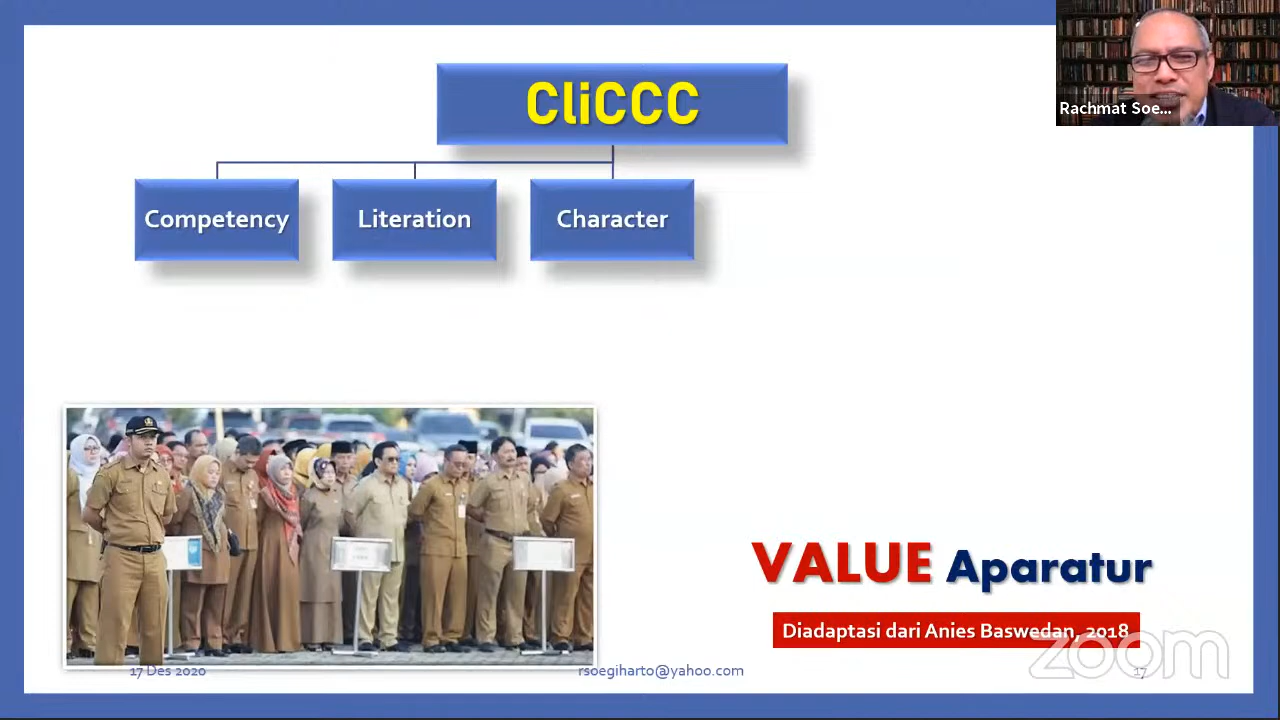 CliCCC
Rachmat Soe...
Competency
Literation
Character
VALUE Aparatur
Diadaptasi dari Anies Baswedan, 2018
zoom
17 Des 2020
rsoegiharto@yahoo.com
17